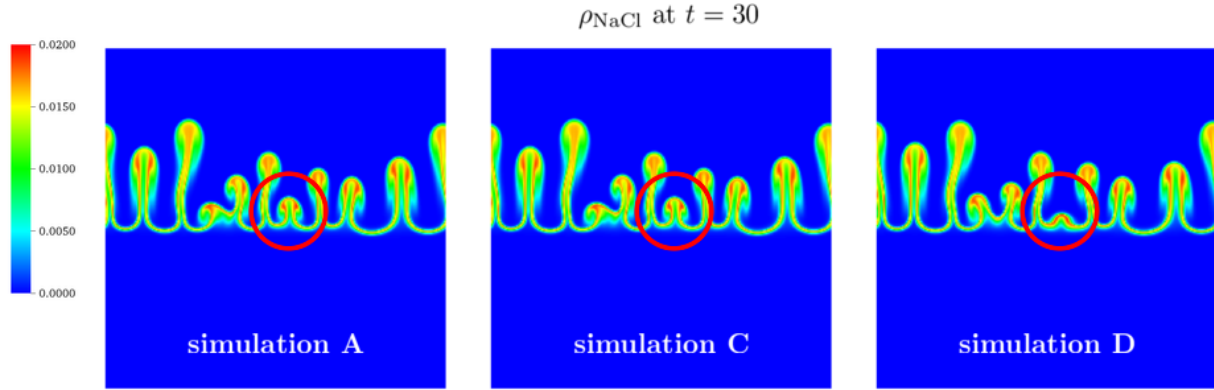 ρNaCl at t = 30
0.0200
0.0150
0.0100
0.0050
0.0000
simulation A
simulation C
simulation D